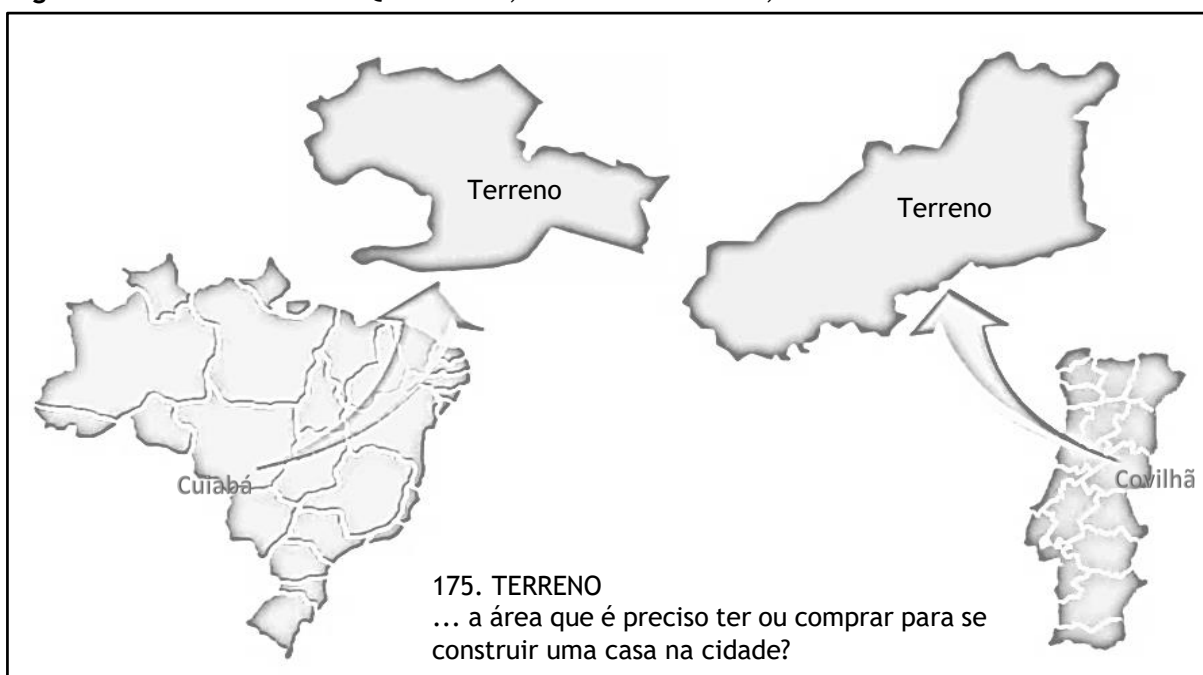 Terreno
Terreno
Cuiabá
Covilhã
175. TERRENO
... a área que é preciso ter ou comprar para se
construir uma casa na cidade?